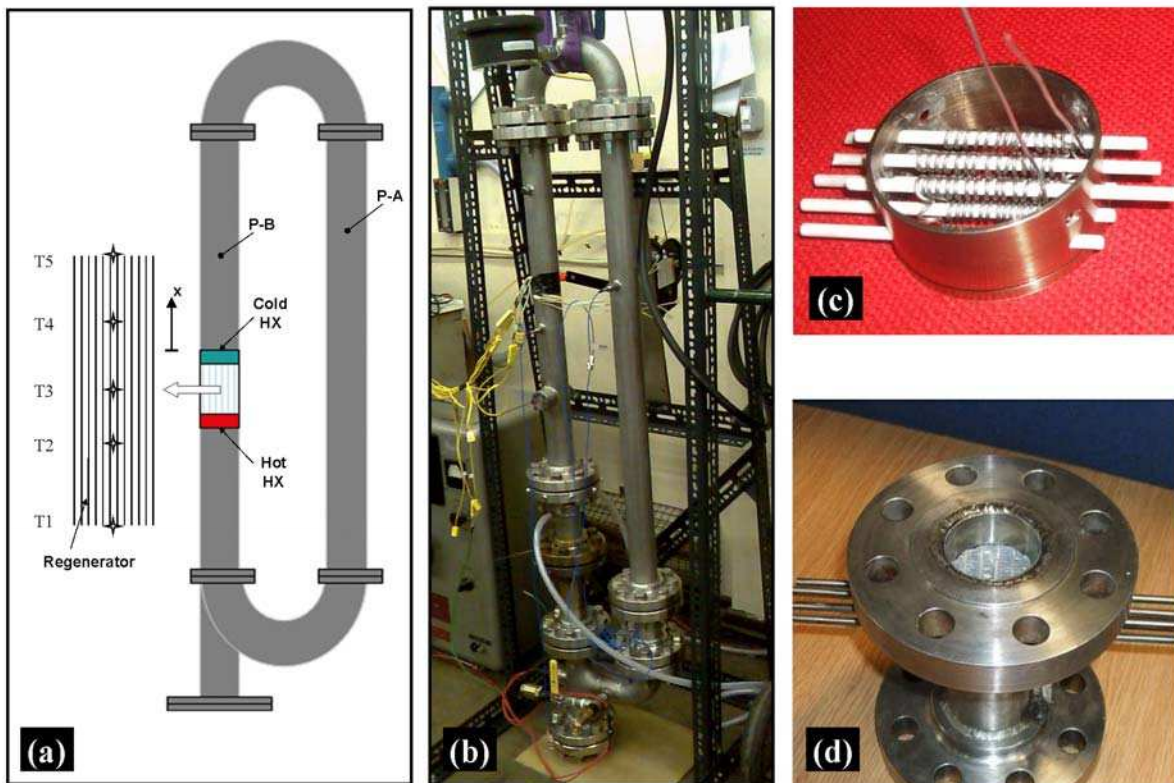 P-A
P-B
T5
x
T4
Cold
HX
T3
T2
Hot
HX
T1
Regenerator
(a)
(b)
(c)
(d)